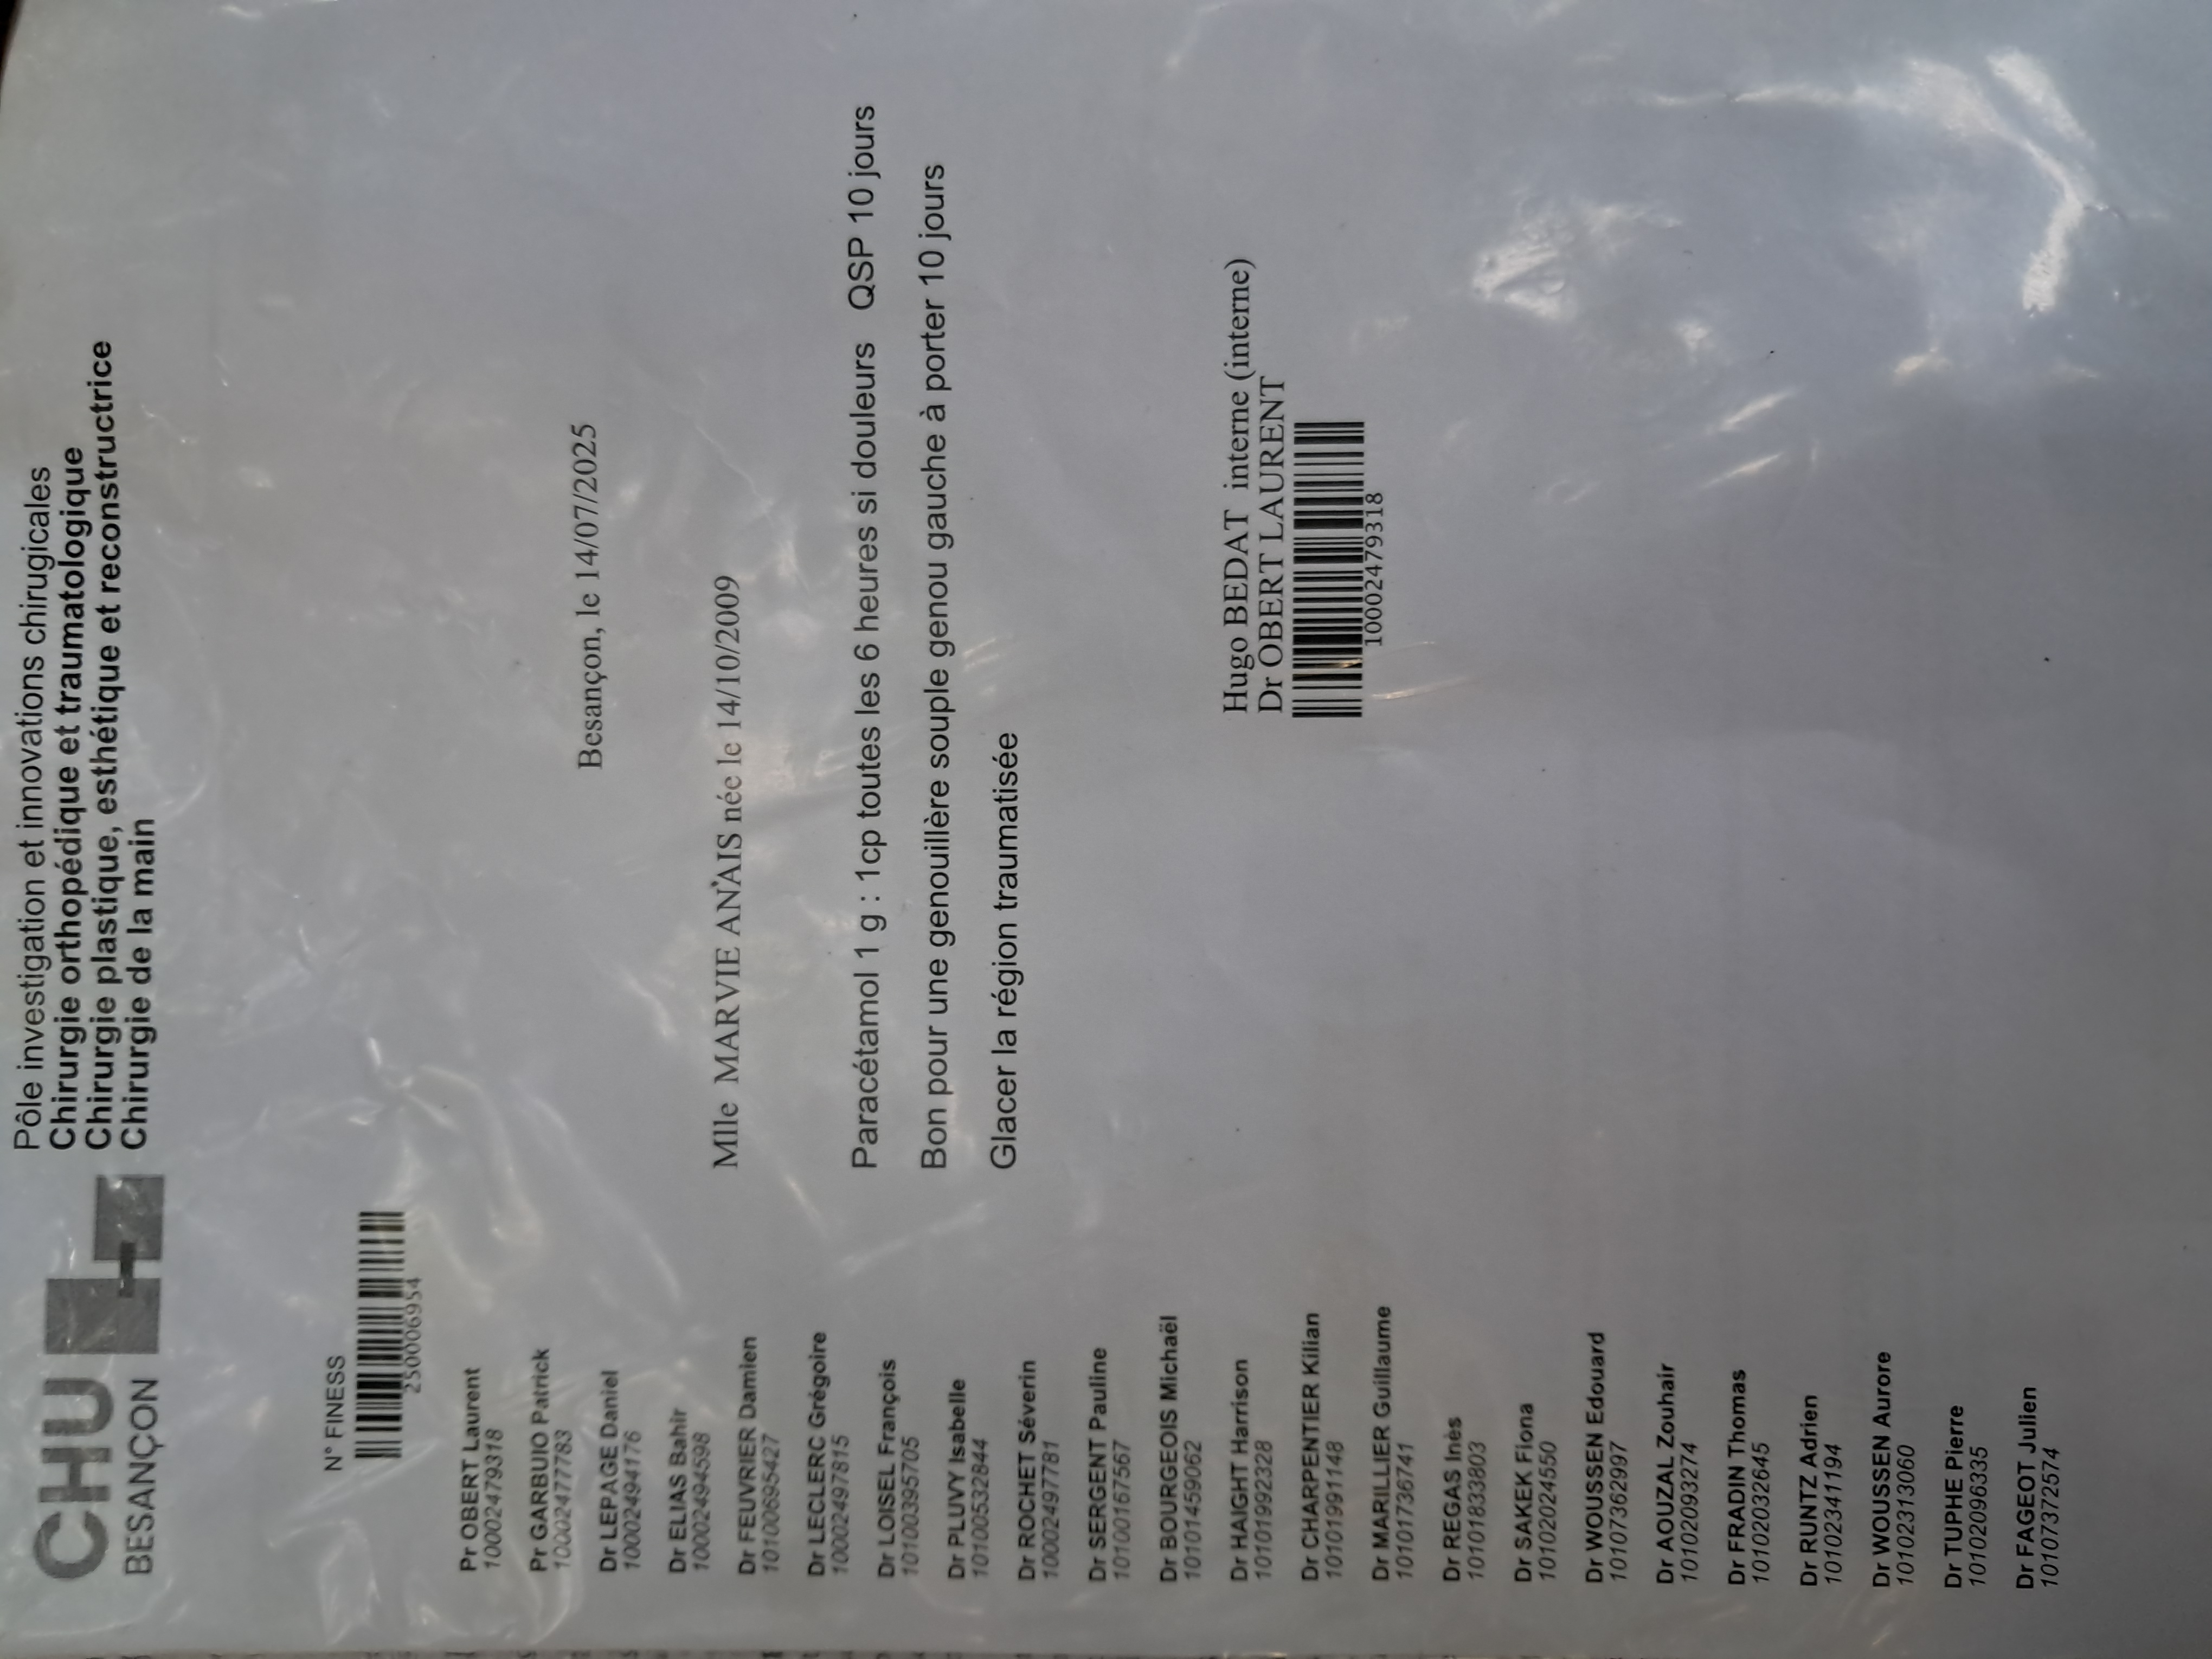 CHU
BESANÇON
Pôle investigation et innovations chirugicales
Chirurgie orthopédique et traumatologique
Chirurgie plastique, esthétique et reconstructrice
Chirurgie de la main
N° FINESS
250006954
Pr OBERT Laurent
10002479318
Pr GARBUIO Patrick
10002477783
Dr LEPAGE Daniel
10002494176
Dr ELIAS Bahir
10002494598
Dr FEUVRIER Damien
10100695427
Dr LECLERC Grégoire
10002497815
Dr LOISEL François
10100395705
Dr PLUVY Isabelle
10100532844
Dr ROCHET Séverin
10002497781
Dr SERGENT Pauline
10100167567
Dr BOURGEOIS Michaël
10101459062
Dr HAIGHT Harrison
10101992328
Dr CHARPENTIER Kilian
10101991148
Dr MARILLIER Guillaume
10101736741
Dr REGAS Inès
10101833803
Dr SAKEK Fiona
10102024550
Dr WOUSSEN Edouard
10107362997
Dr AOUZAL Zouhair
10102093274
Dr FRADIN Thomas
10102032645
Dr RUNTZ Adrien
10102341194
Dr WOUSSEN Aurore
10102313060
Dr TUPHE Pierre
10102096335
Dr FAGEOT Julien
10107372574
Besançon, le 14/07/2025
Mlle MARVIE ANAIS née le 14/10/2009
Paracétamol 1 g : 1cp toutes les 6 heures si douleurs QSP 10 jours
Bon pour une genouillère souple genou gauche à porter 10 jours
Glacer la région traumatisée
Hugo BEDAT interne (interne)
Dr OBERT LAURENT
10002479318